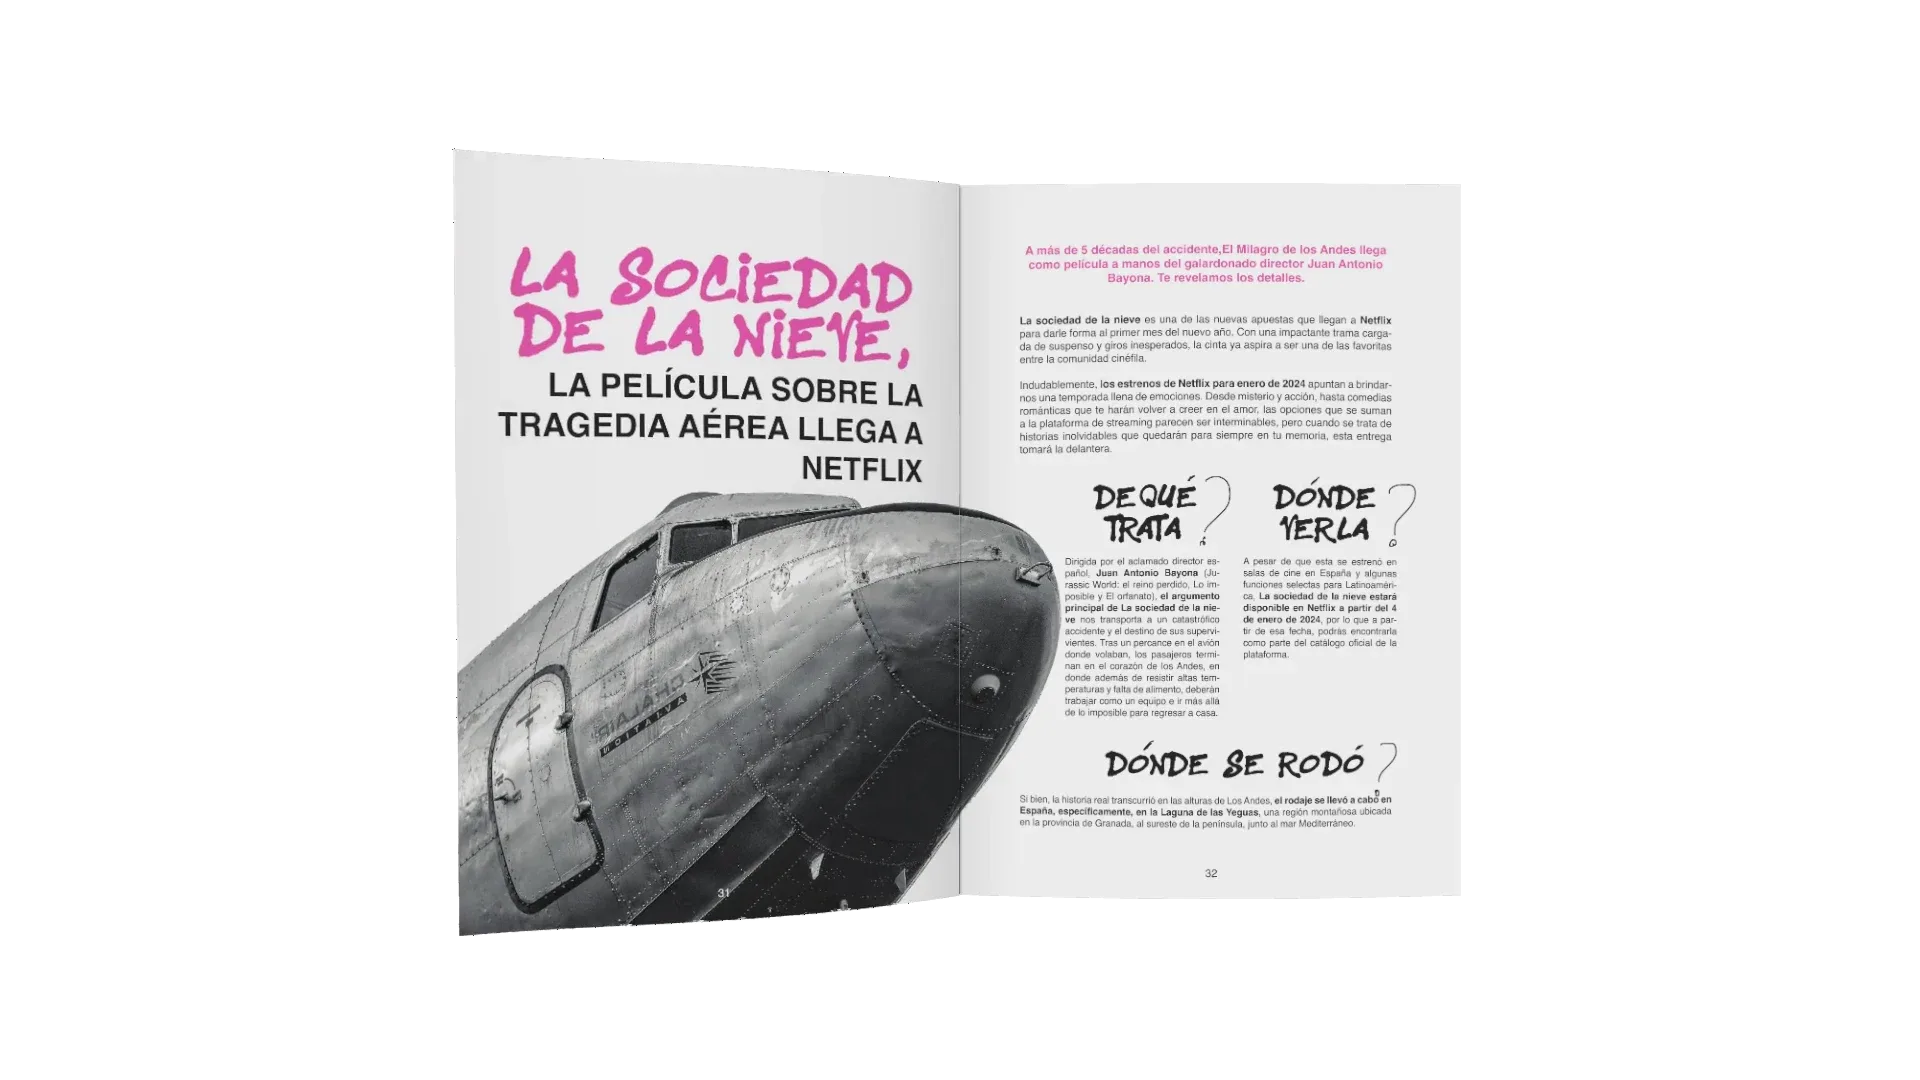 LA SOCIEDAD
DE LA NIEVE,
LA PELÍCULA SOBRE LA
TRAGEDIA AÉREA LLEGA A
NETFLIX
CHALAIR
AVIATION
31
A más de 5 décadas del accidente,El Milagro de los Andes llega
como película a manos del galardonado director Juan Antonio
Bayona. Te revelamos los detalles.
La sociedad de la nieve es una de las nuevas apuestas que llegan a Netflix
para darle forma al primer mes del nuevo año. Con una impactante trama carga-
da de suspenso y giros inesperados, la cinta ya aspira a ser una de las favoritas
entre la comunidad cinéfila.
Indudablemente, los estrenos de Netflix para enero de 2024 apuntan a brindar-
nos una temporada llena de emociones. Desde misterio y acción, hasta comedias
románticas que te harán volver a creer en el amor, las opciones que se suman
a la plataforma de streaming parecen ser interminables, pero cuando se trata de
historias inolvidables que quedarán para siempre en tu memoria, esta entrega
tomará la delantera.
DE QUÉ
TRATA ?
Dirigida por el aclamado director es-
pañol, Juan Antonio Bayona (Ju-
rassic World: el reino perdido, Lo im-
posible y El orfanato), el argumento
principal de La sociedad de la nie-
ve nos transporta a un catastrófico
accidente y el destino de sus supervi-
vientes. Tras un percance en el avión
donde volaban, los pasajeros termi-
nan en el corazón de los Andes, en
donde además de resistir altas tem-
peraturas y falta de alimento, deberán
trabajar como un equipo e ir más allá
de lo imposible para regresar a casa.
DÓNDE
VERLA ?
A pesar de que esta se estrenó en
salas de cine en España y algunas
funciones selectas para Latinoaméri-
ca, La sociedad de la nieve estará
disponible en Netflix a partir del 4
de enero de 2024, por lo que a par-
tir de esa fecha, podrás encontrarla
como parte del catálogo oficial de la
plataforma.
DÓNDE SE RODÓ ?
Si bien, la historia real transcurrió en las alturas de Los Andes, el rodaje se llevó a cabo en
España, específicamente, en la Laguna de las Yeguas, una región montañosa ubicada
en la provincia de Granada, al sureste de la península, junto al mar Mediterráneo.
32